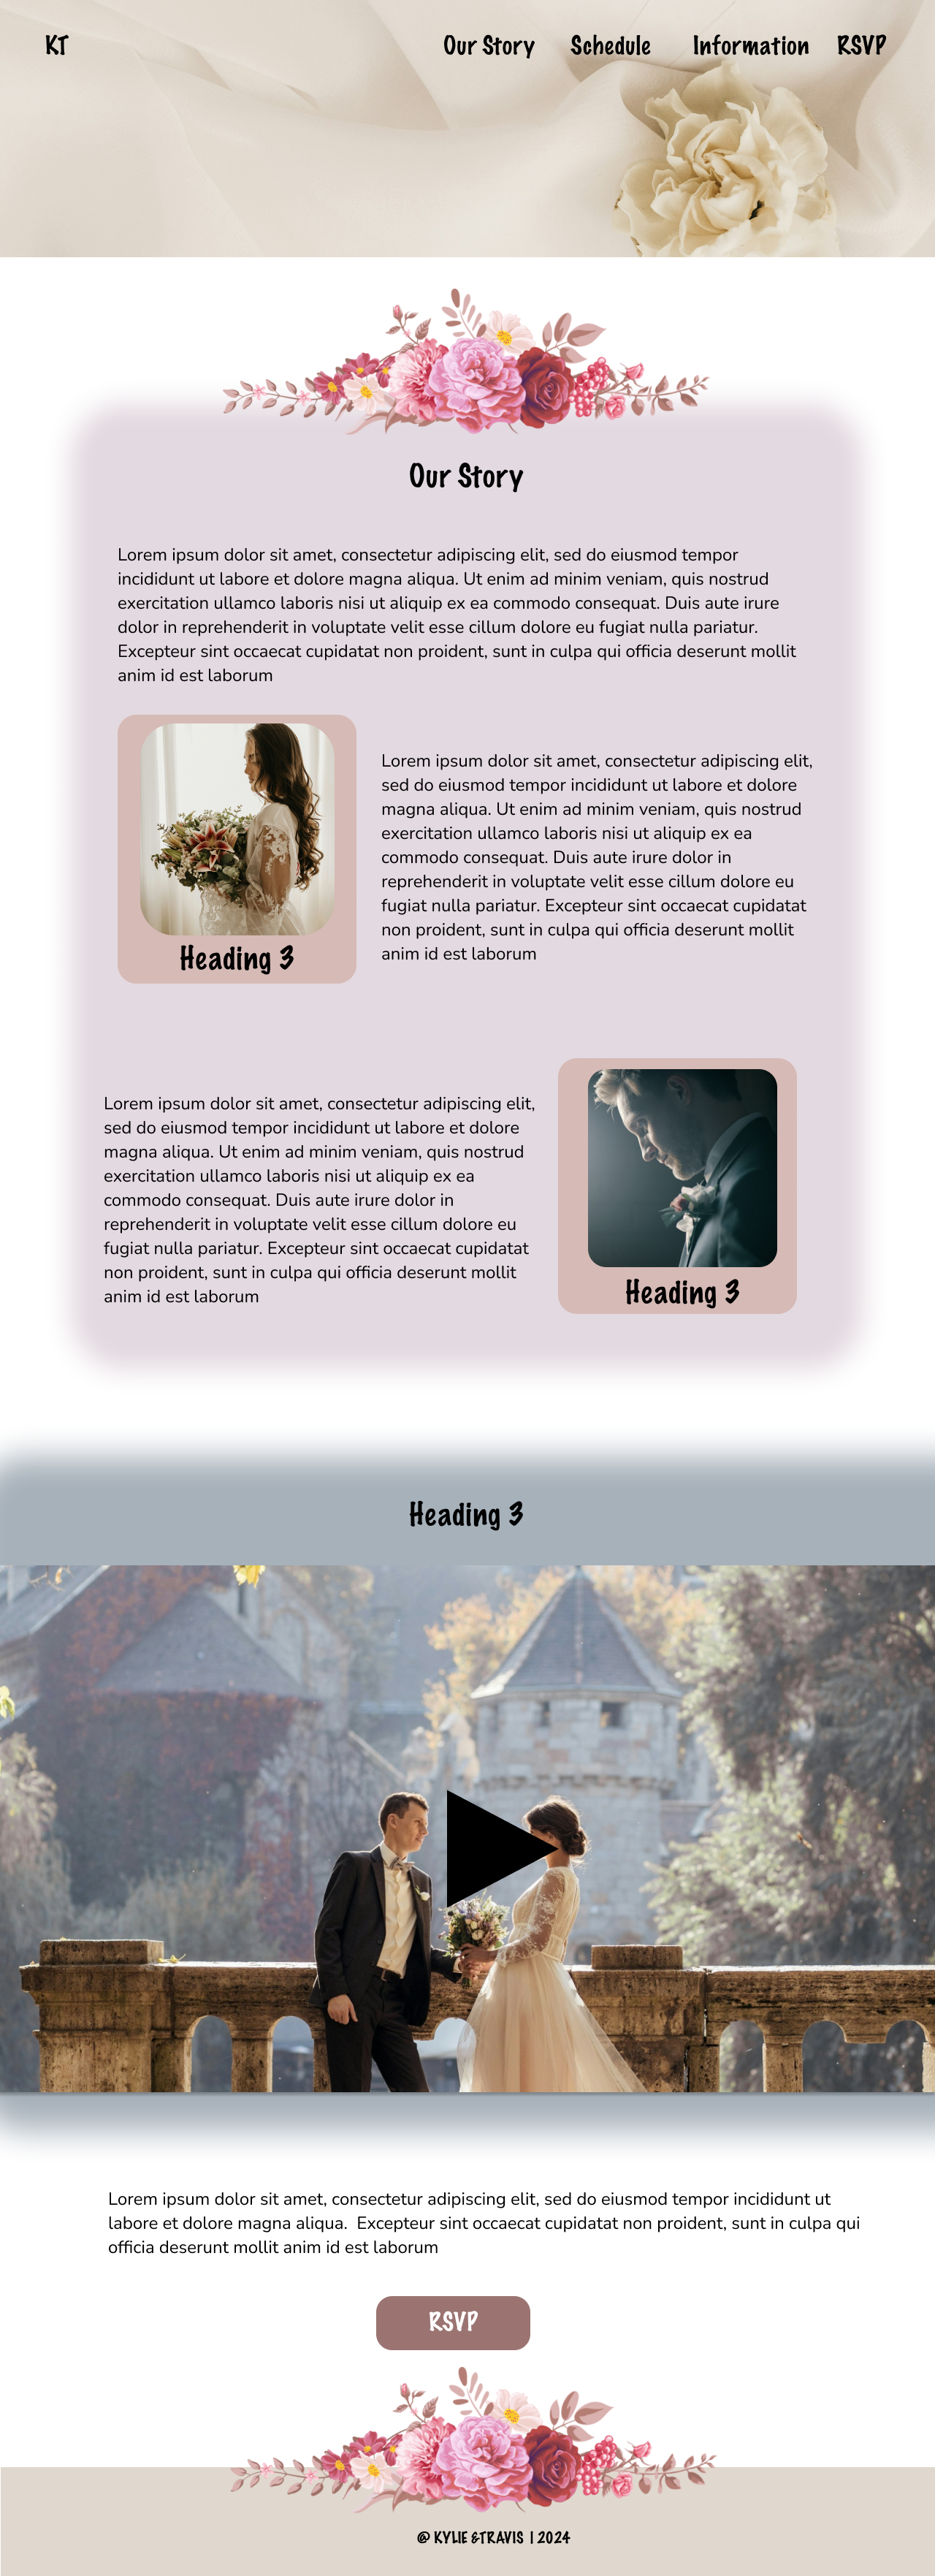 KT Our Story Schedule Information RSVP
Our Story
Lorem ipsum dolor sit amet, consectetur adipiscing elit, sed do eiusmod tempor
incididunt ut labore et dolore magna aliqua. Ut enim ad minim veniam, quis nostrud
exercitation ullamco laboris nisi ut aliquip ex ea commodo consequat. Duis aute irure
dolor in reprehenderit in voluptate velit esse cillum dolore eu fugiat nulla pariatur.
Excepteur sint occaecat cupidatat non proident, sunt in culpa qui officia deserunt mollit
anim id est laborum
Heading 3
Lorem ipsum dolor sit amet, consectetur adipiscing elit,
sed do eiusmod tempor incididunt ut labore et dolore
magna aliqua. Ut enim ad minim veniam, quis nostrud
exercitation ullamco laboris nisi ut aliquip ex ea
commodo consequat. Duis aute irure dolor in
reprehenderit in voluptate velit esse cillum dolore eu
fugiat nulla pariatur. Excepteur sint occaecat cupidatat
non proident, sunt in culpa qui officia deserunt mollit
anim id est laborum
Lorem ipsum dolor sit amet, consectetur adipiscing elit,
sed do eiusmod tempor incididunt ut labore et dolore
magna aliqua. Ut enim ad minim veniam, quis nostrud
exercitation ullamco laboris nisi ut aliquip ex ea
commodo consequat. Duis aute irure dolor in
reprehenderit in voluptate velit esse cillum dolore eu
fugiat nulla pariatur. Excepteur sint occaecat cupidatat
non proident, sunt in culpa qui officia deserunt mollit
anim id est laborum
Heading 3
Heading 3
Lorem ipsum dolor sit amet, consectetur adipiscing elit, sed do eiusmod tempor incididunt ut
labore et dolore magna aliqua.  Excepteur sint occaecat cupidatat non proident, sunt in culpa qui
officia deserunt mollit anim id est laborum
RSVP
@ KYLIE &TRAVIS | 2024